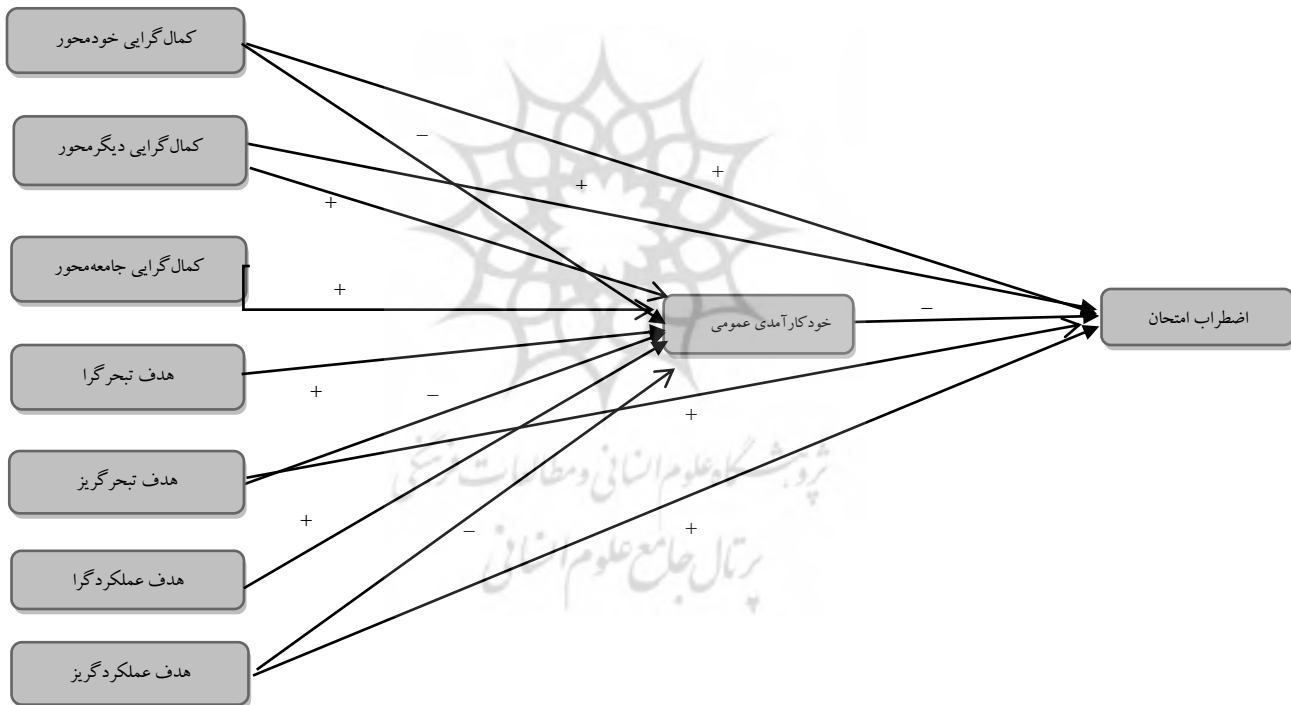 کمال‌گرایی خودمحور
–
کمال‌گرایی دیگرمحور
+
+
+
کمال‌گرایی جامعه‌محور
+
–
خودکارآمدی عمومی
اضطراب امتحان
هدف تبحرگرا
+
–
+
هدف تبحرگریز
پژوهشگاه علوم انسانی و مطالعات فرهنگی
+
–
+
پرتال جامع علوم انسانی
هدف عملکردگرا
هدف عملکردگریز